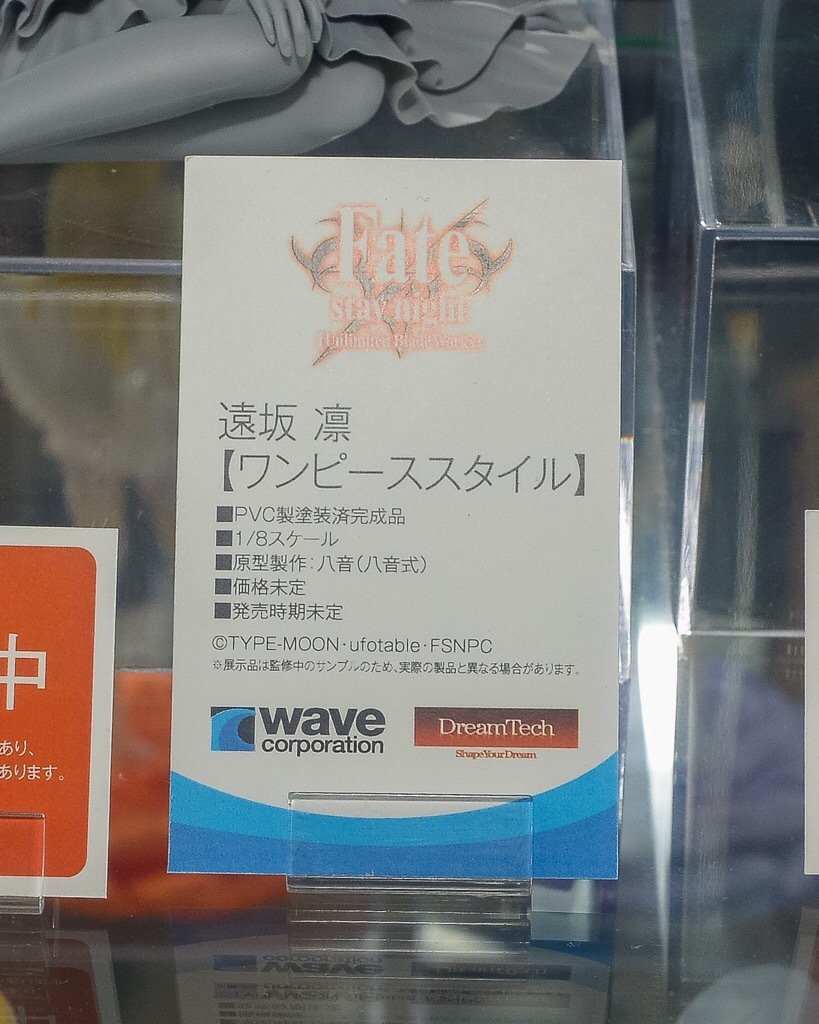 Fate
stay night
[Unlimited Blade Works]
遠坂 凛
【ワンピーススタイル】
■PVC製塗装済完成品
■1/8スケール
■原型製作：八音（八音式）
■価格未定
■発売時期未定
©TYPE-MOON・ufotable・FSNPC
※展示品は監修中のサンプルのため、実際の製品と異なる場合があります。
wave
corporation
DreamTech
ShapeYourDream
中
あり、
あります。